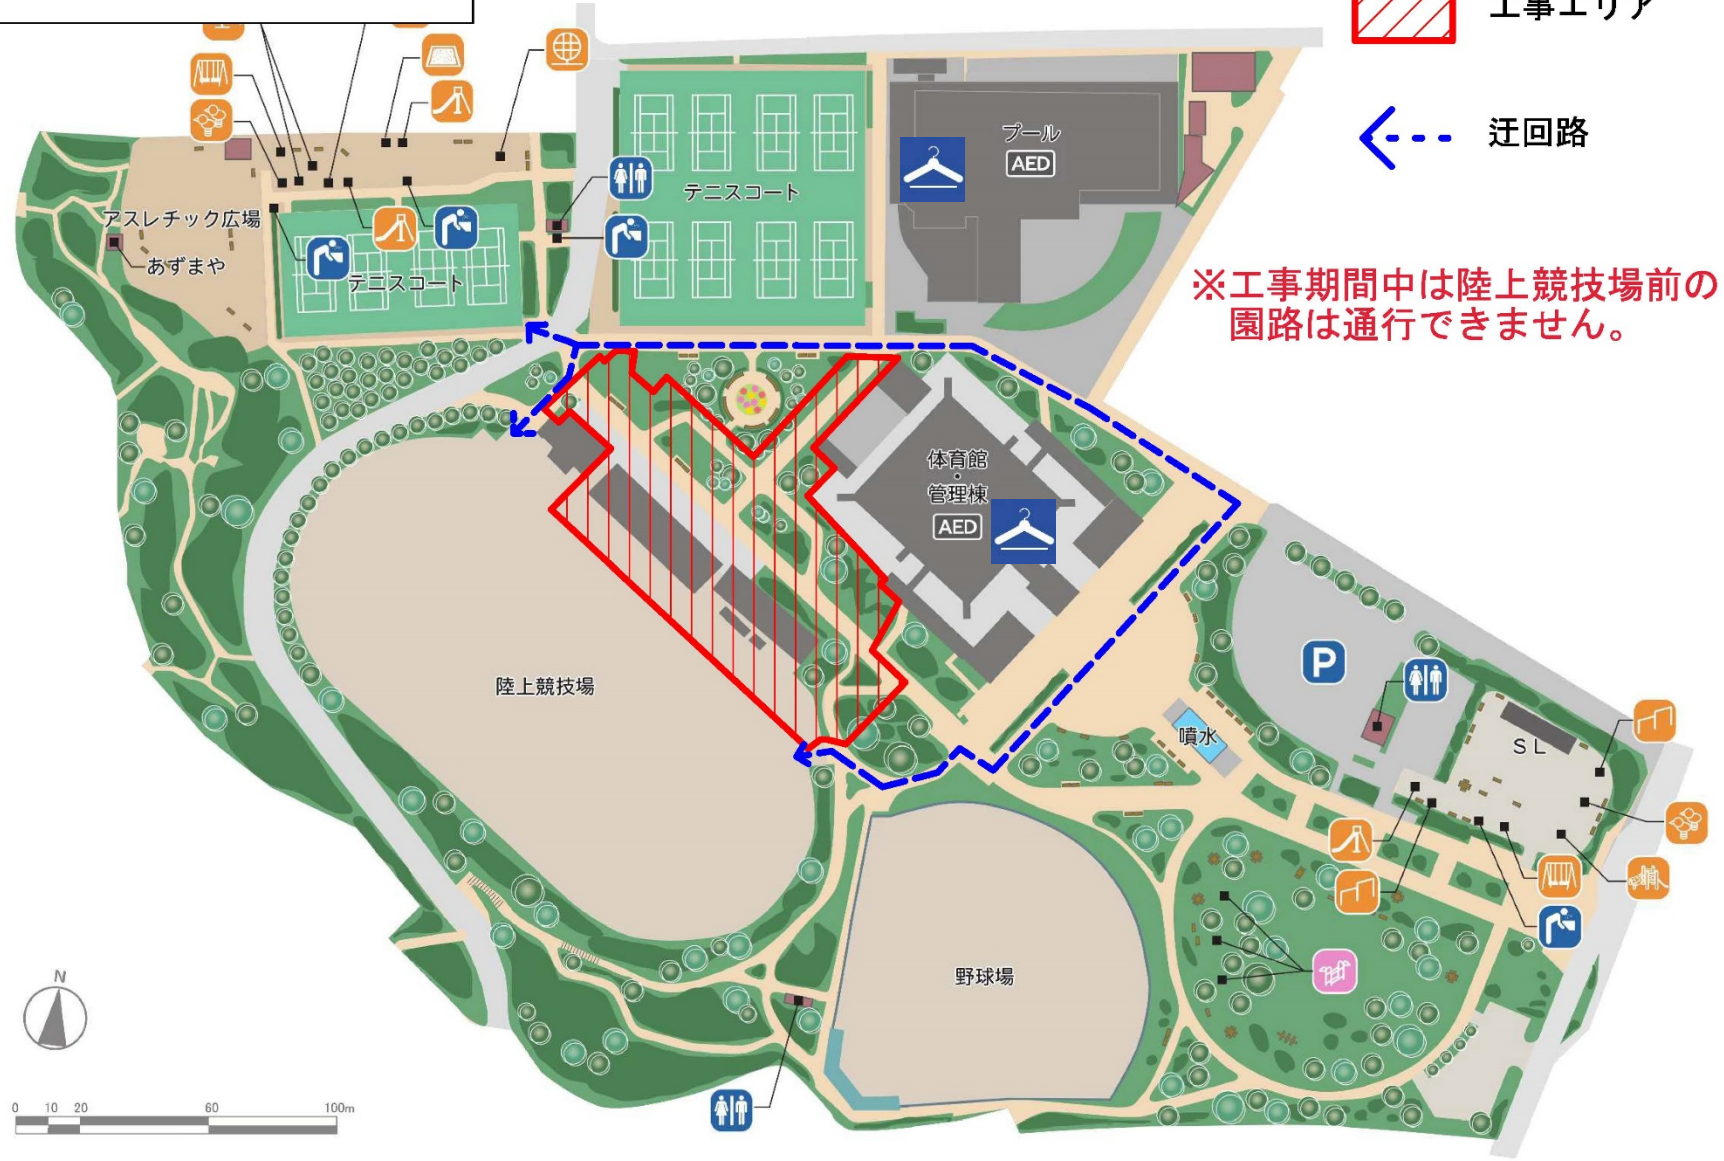 工事エリア
迂回路
※工事期間中は陸上競技場前の
園路は通行できません。
プール
AED
テニスコート
アスレチック広場
あずまや
テニスコート
体育館
・
管理棟
AED
陸上競技場
P
噴水
SL
野球場
N
0 10 20 60 100m